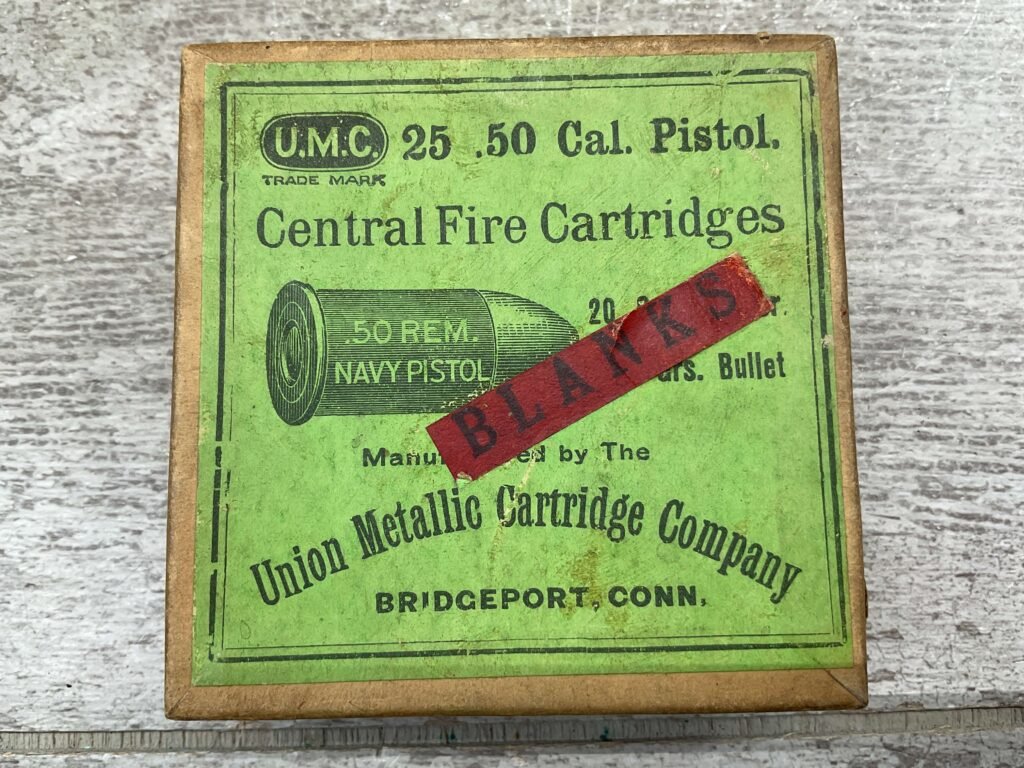 U.M.C. 25 .50 Cal. Pistol.
TRADE MARK
Central Fire Cartridges
.50 REM.
NAVY PISTOL
20
Grs. Bullet
BLANKS
by The
Union Metallic Cartridge Company
BRIDGEPORT, CONN.